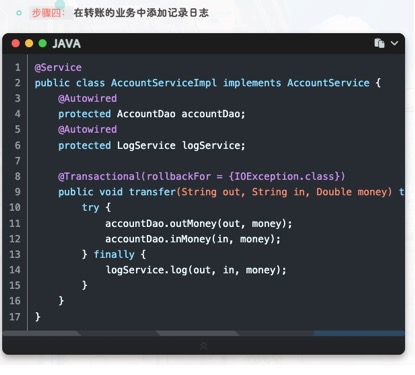 步骤四：在转账的业务中添加记录日志
JAVA
1 @Service
2 public class AccountServiceImpl implements AccountService {
3     @Autowired
4     protected AccountDao accountDao;
5     @Autowired
6     protected LogService logService;
7
8     @Transactional(rollbackFor = {IOException.class})
9     public void transfer(String out, String in, Double money) t
10         try {
11             accountDao.outMoney(out, money);
12             accountDao.inMoney(in, money);
13         } finally {
14             logService.log(out, in, money);
15         }
16     }
17 }